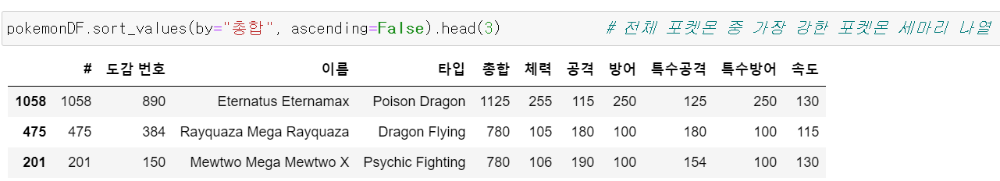 pokemonDF.sort_values(by="총합", ascending=False).head(3) # 전체 포켓몬 중 가장 강한 포켓몬 세마리 나열
# 도감 번호 이름 타입 총합 체력 공격 방어 특수공격 특수방어 속도
1058 1058 890 Eternatus Eternamax Poison Dragon 1125 255 115 250 125 250 130
475 475 384 Rayquaza Mega Rayquaza Dragon Flying 780 105 180 100 180 100 115
201 201 150 Mewtwo Mega Mewtwo X Psychic Fighting 780 106 190 100 154 100 130